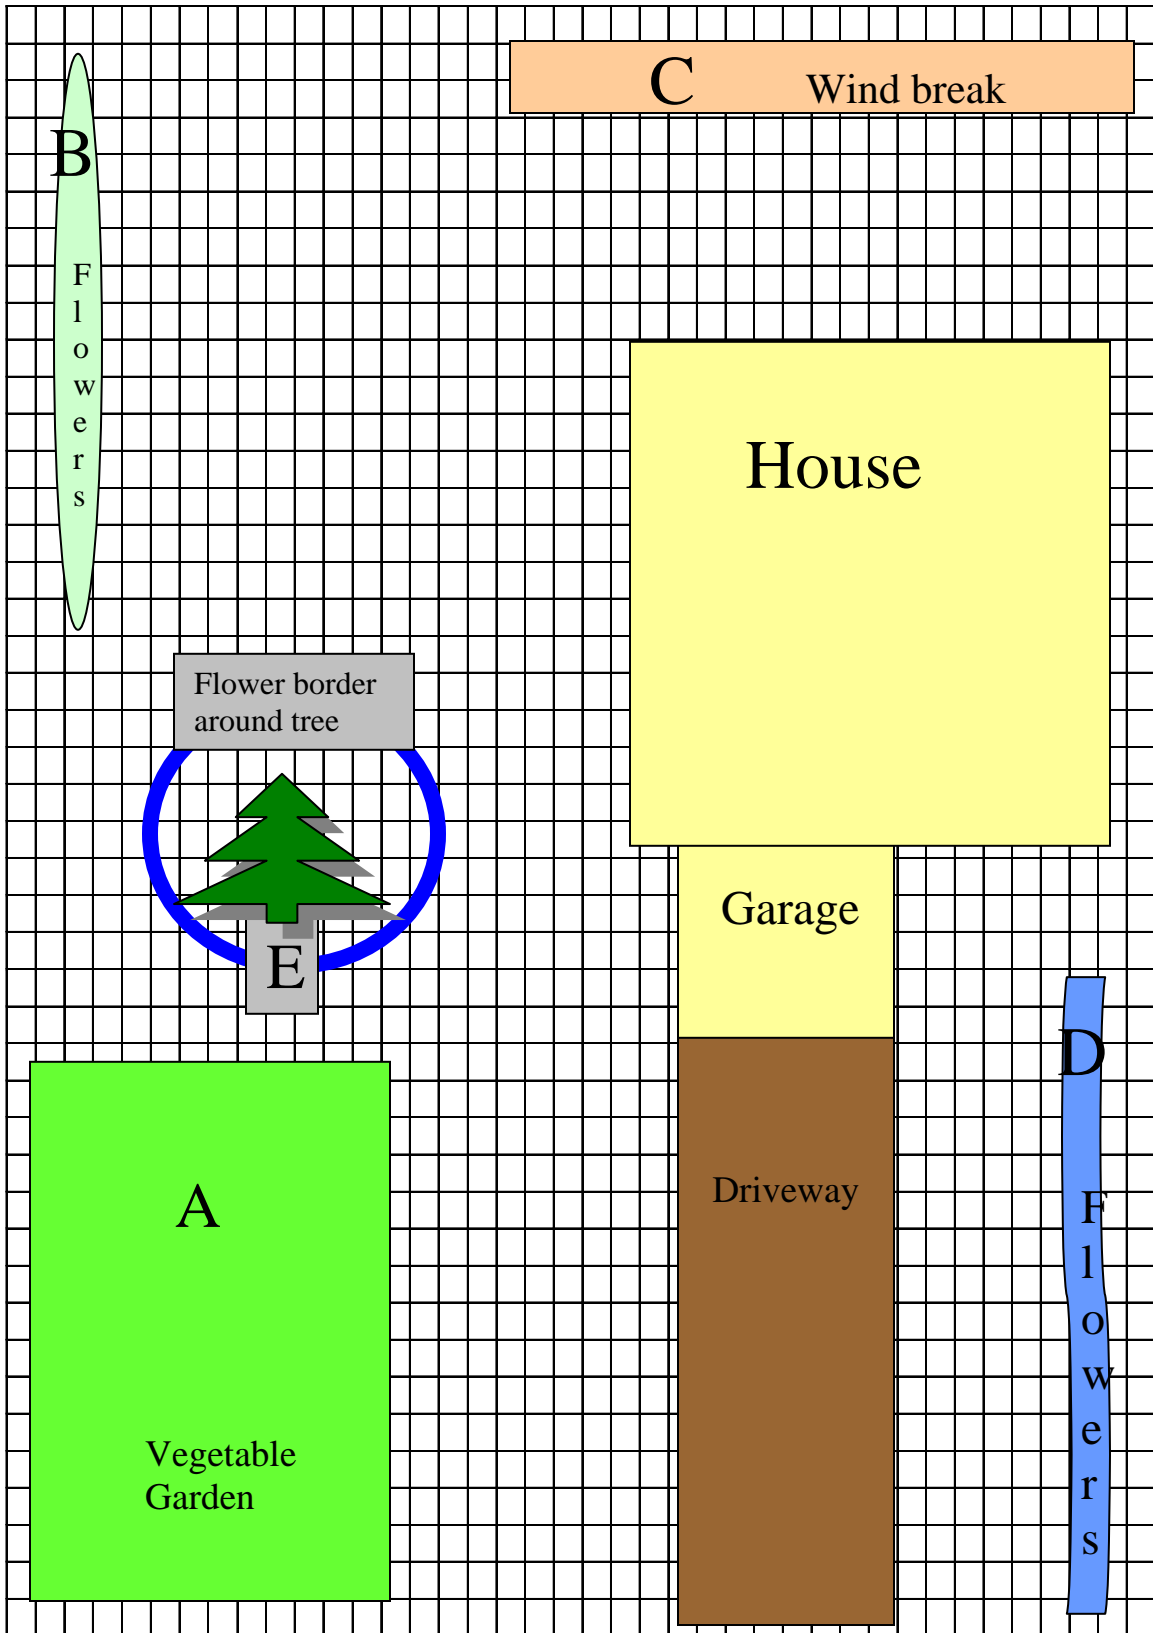 C Wind break
B
F
l
o
w
e
r
s
House
Flower border
around tree
Garage
E
D
Driveway
A
F
l
o
w
e
r
s
Vegetable
Garden